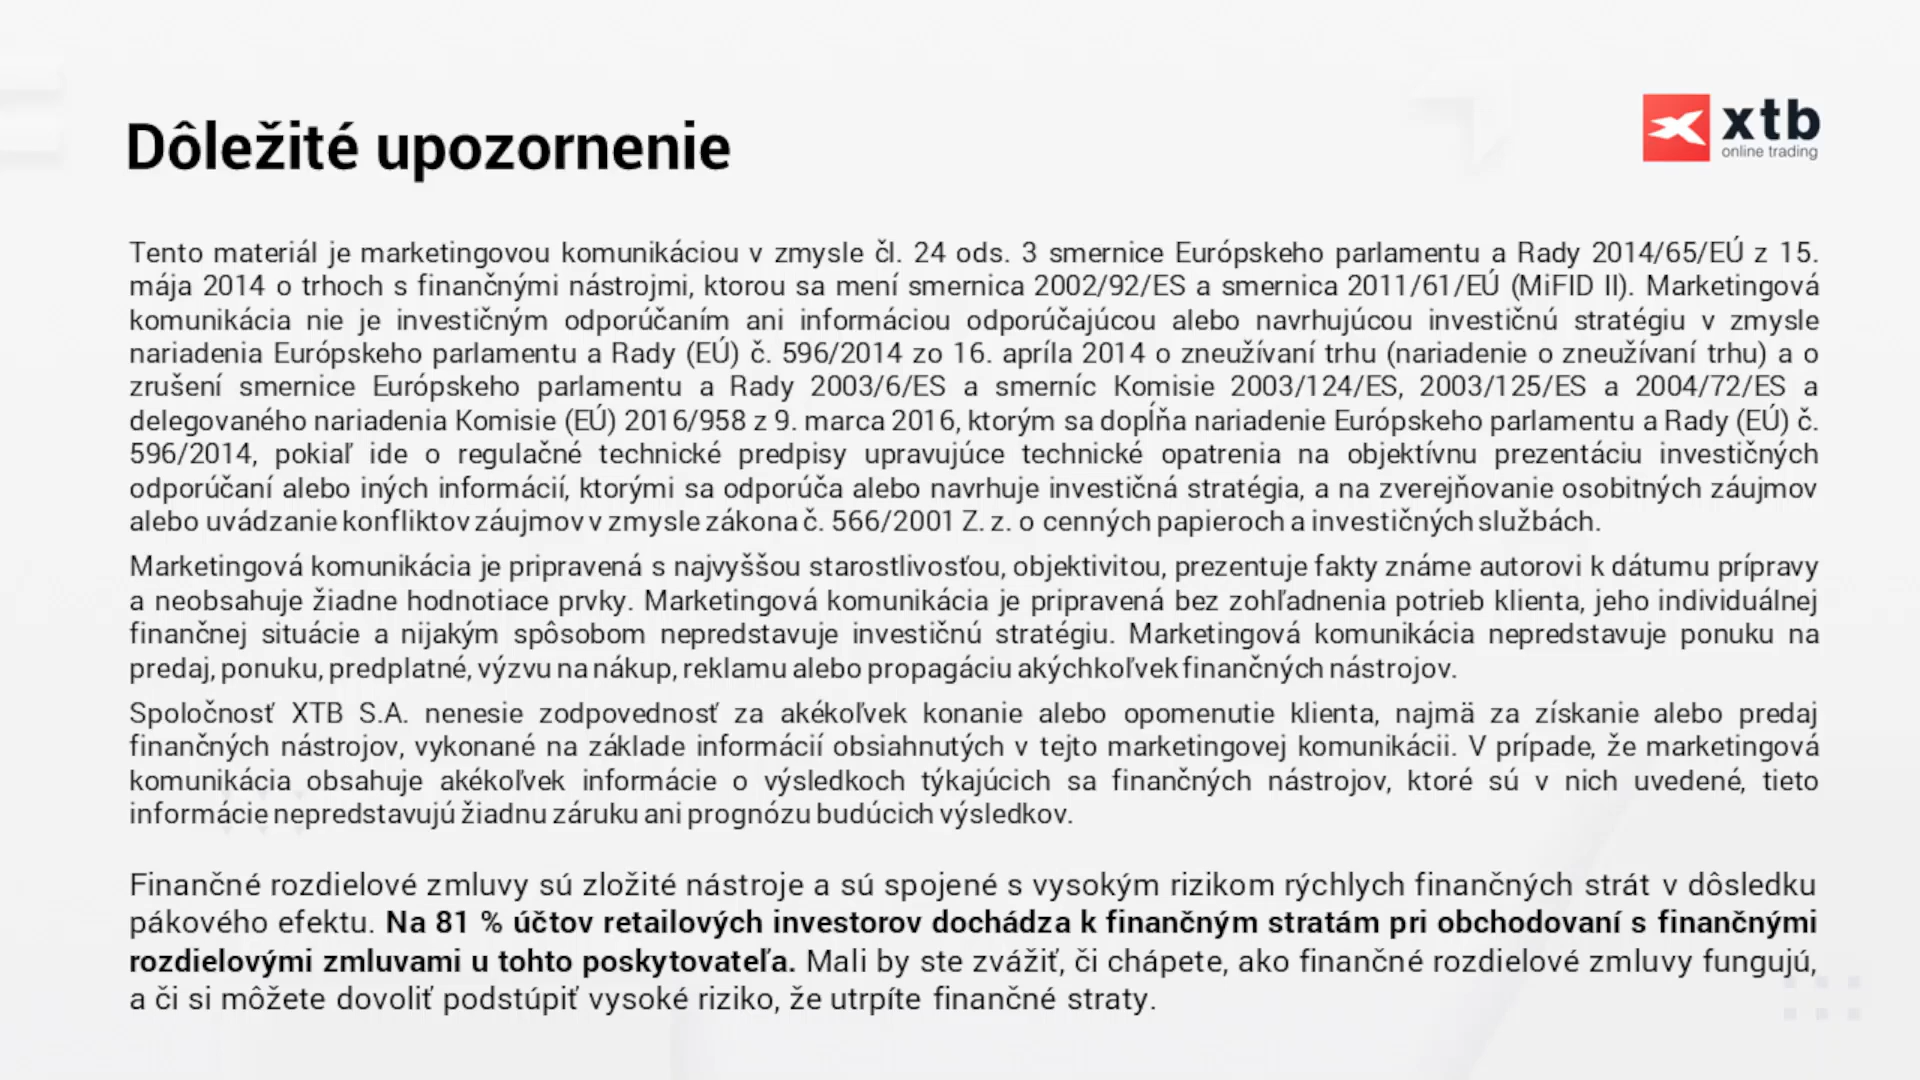 Dôležité upozornenie
xtb
online trading
Tento materiál je marketingovou komunikáciou v zmysle čl. 24 ods. 3 smernice Európskeho parlamentu a Rady 2014/65/EÚ z 15.
mája 2014 o trhoch s finančnými nástrojmi, ktorou sa mení smernica 2002/92/ES a smernica 2011/61/EÚ (MiFID II). Marketingová
komunikácia nie je investičným odporúčaním ani informáciou odporúčajúcou alebo navrhujúcou investičnú stratégiu v zmysle
nariadenia Európskeho parlamentu a Rady (EÚ) č. 596/2014 zo 16. apríla 2014 o zneužívaní trhu (nariadenie o zneužívaní trhu) a o
zrušení smernice Európskeho parlamentu a Rady 2003/6/ES a smerníc Komisie 2003/124/ES, 2003/125/ES a 2004/72/ES a
delegovaného nariadenia Komisie (EÚ) 2016/958 z 9. marca 2016, ktorým sa dopĺňa nariadenie Európskeho parlamentu a Rady (EÚ) č.
596/2014, pokiaľ ide o regulačné technické predpisy upravujúce technické opatrenia na objektívnu prezentáciu investičných
odporúčaní alebo iných informácií, ktorými sa odporúča alebo navrhuje investičná stratégia, a na zverejňovanie osobitných záujmov
alebo uvádzanie konfliktov záujmov v zmysle zákona č. 566/2001 Z. z. o cenných papieroch a investičných službách.
Marketingová komunikácia je pripravená s najvyššou starostlivosťou, objektivitou, prezentuje fakty známe autorovi k dátumu prípravy
a neobsahuje žiadne hodnotiace prvky. Marketingová komunikácia je pripravená bez zohľadnenia potrieb klienta, jeho individuálnej
finančnej situácie a nijakým spôsobom nepredstavuje investičnú stratégiu. Marketingová komunikácia nepredstavuje ponuku na
predaj, ponuku, predplatné, výzvu na nákup, reklamu alebo propagáciu akýchkoľvek finančných nástrojov.
Spoločnosť XTB S.A. nenesie zodpovednosť za akékoľvek konanie alebo opomenutie klienta, najmä za získanie alebo predaj
finančných nástrojov, vykonané na základe informácií obsiahnutých v tejto marketingovej komunikácii. V prípade, že marketingová
komunikácia obsahuje akékoľvek informácie o výsledkoch týkajúcich sa finančných nástrojov, ktoré sú v nich uvedené, tieto
informácie nepredstavujú žiadnu záruku ani prognózu budúcich výsledkov.
Finančné rozdielové zmluvy sú zložité nástroje a sú spojené s vysokým rizikom rýchlych finančných strát v dôsledku
pákového efektu. Na 81 % účtov retailových investorov dochádza k finančným stratám pri obchodovaní s finančnými
rozdielovými zmluvami u tohto poskytovateľa. Mali by ste zvážiť, či chápete, ako finančné rozdielové zmluvy fungujú,
a či si môžete dovoliť podstúpiť vysoké riziko, že utrpíte finančné straty.